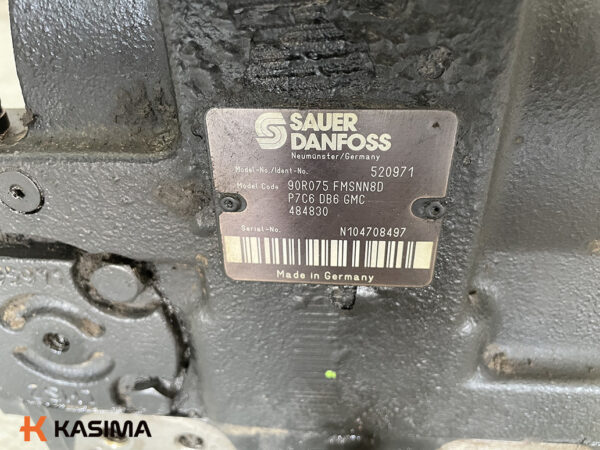 SAUER
DANFOSS
Neumünster/Germany
Model-No./Ident-No. 520971
Model Code 90R075 FMSNN8D
P7C6 DB6 GMC
484830
Serial-No. N104708497
Made in Germany
KASIMA